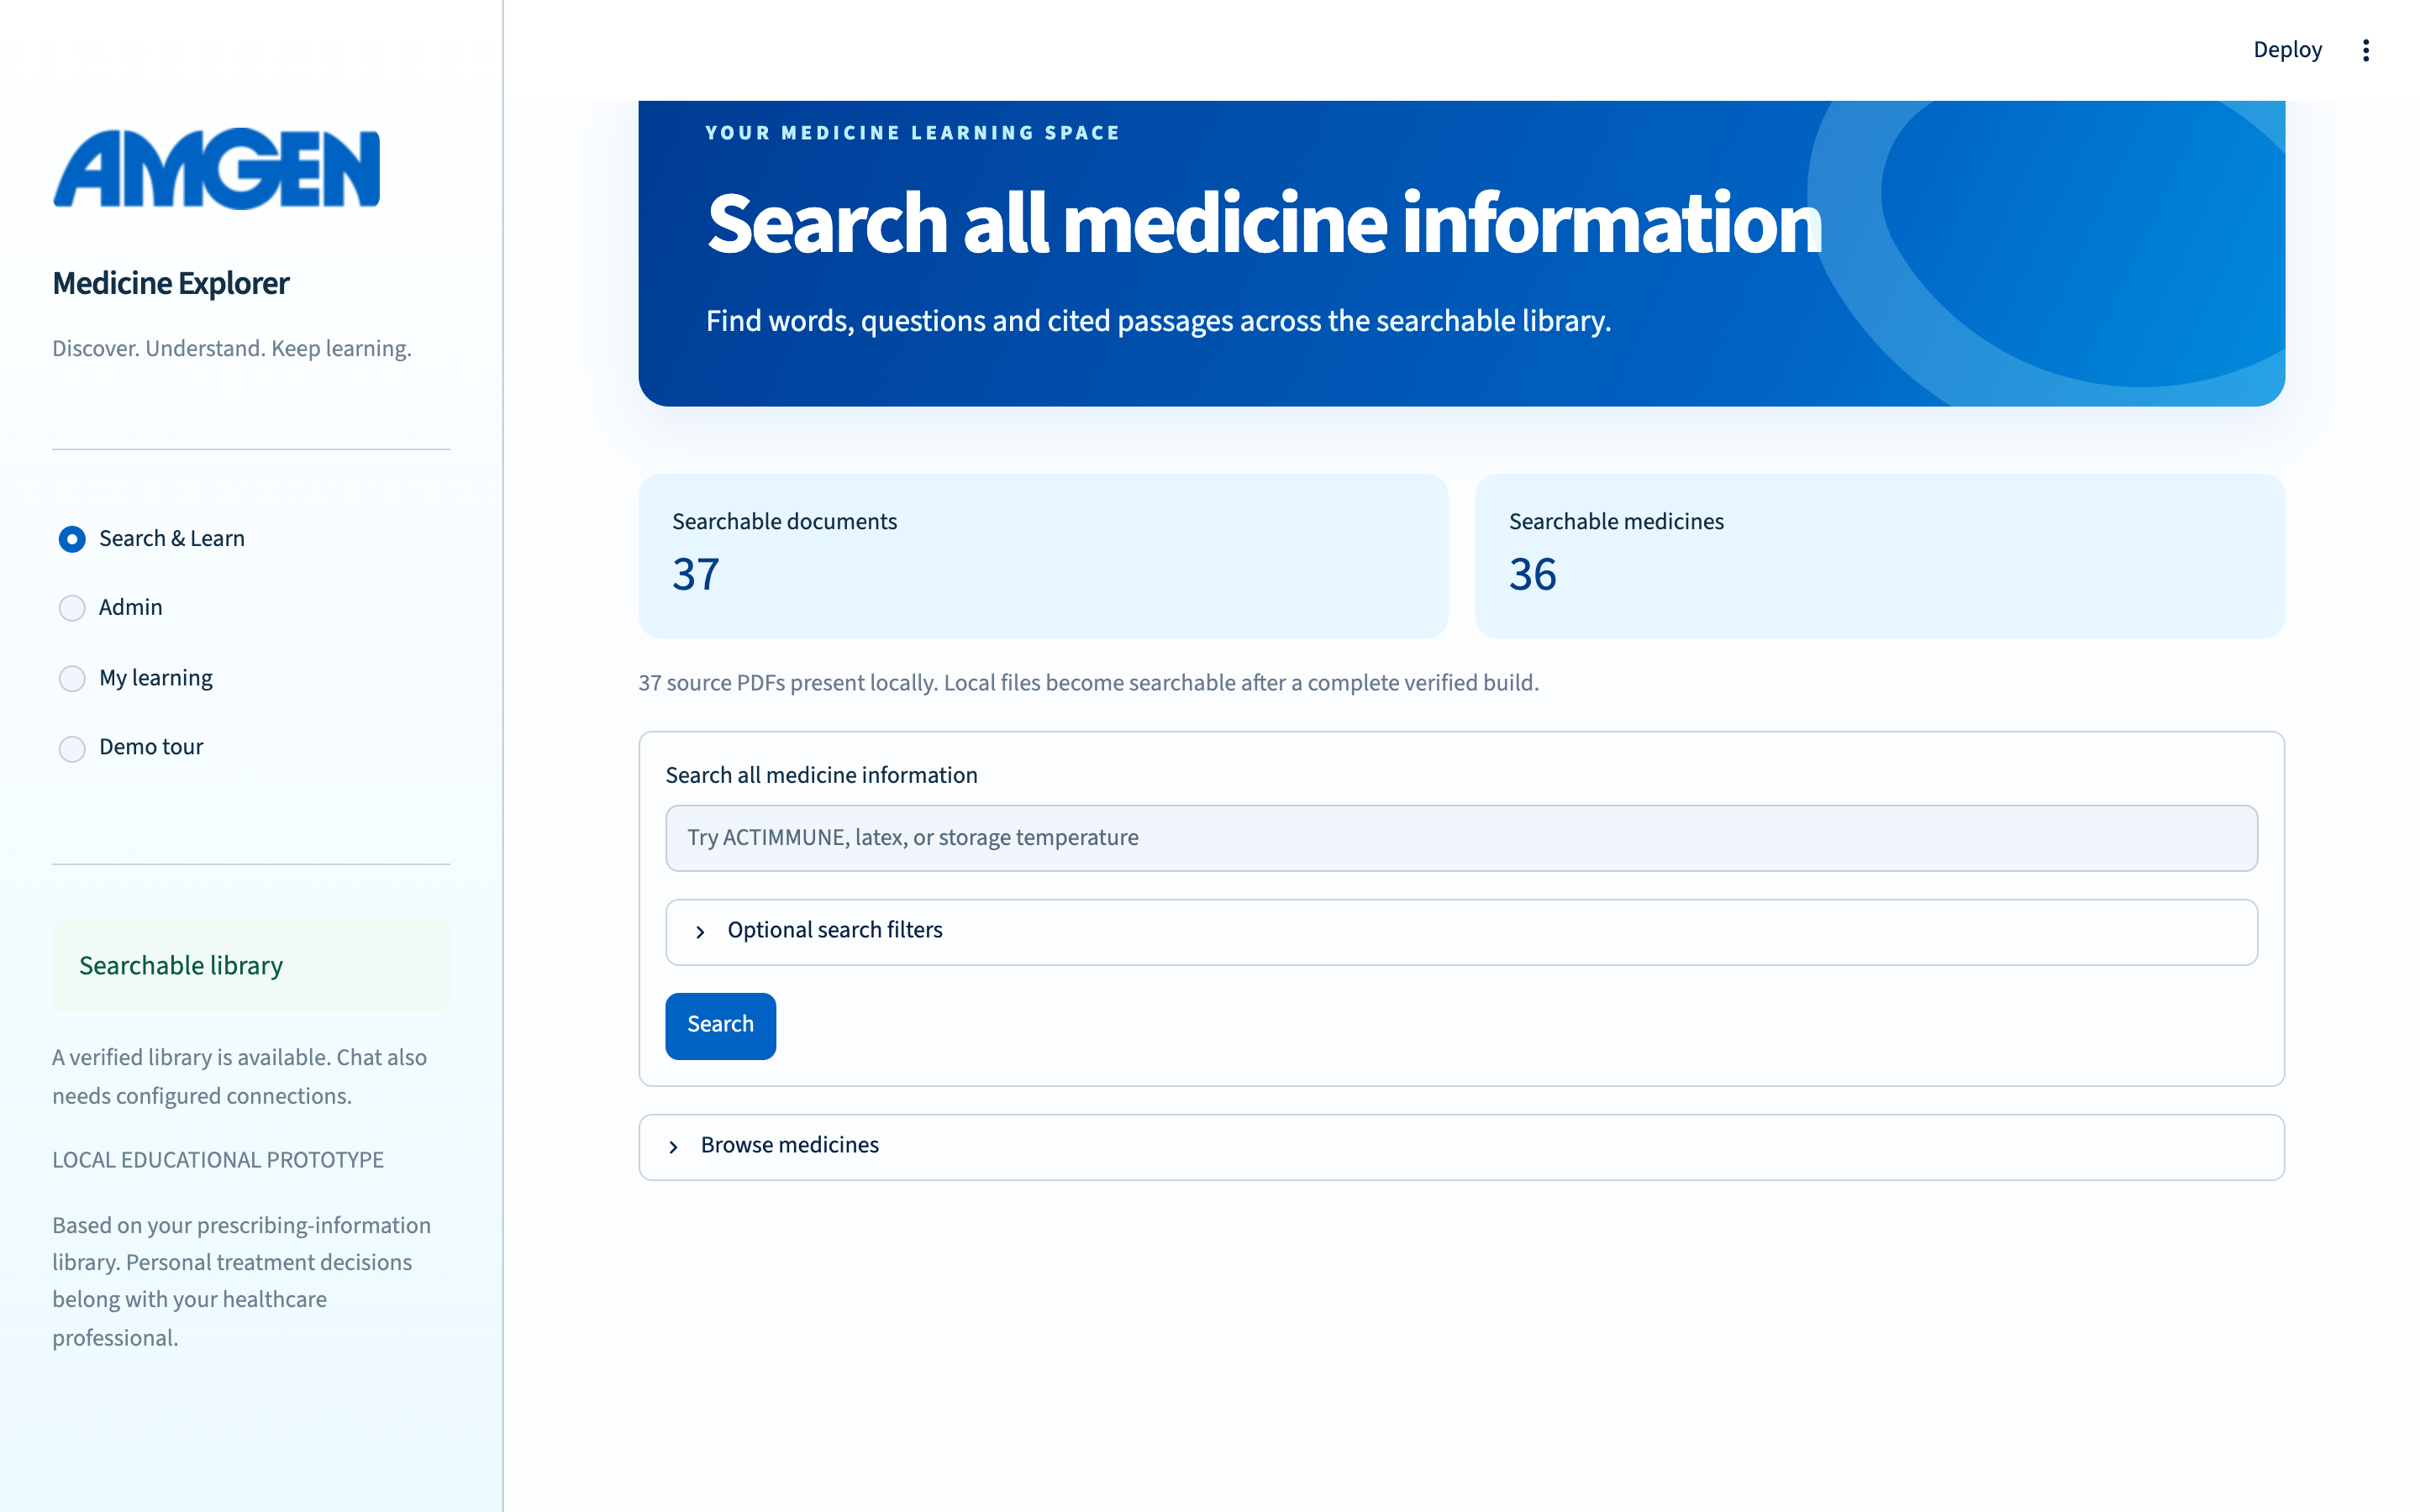 AMGEN
Medicine Explorer
Discover. Understand. Keep learning.
Search & Learn
Admin
My learning
Demo tour
Searchable library
A verified library is available. Chat also
needs configured connections.
LOCAL EDUCATIONAL PROTOTYPE
Based on your prescribing-information
library. Personal treatment decisions
belong with your healthcare
professional.
Deploy
YOUR MEDICINE LEARNING SPACE
Search all medicine information
Find words, questions and cited passages across the searchable library.
Searchable documents
37
Searchable medicines
36
37 source PDFs present locally. Local files become searchable after a complete verified build.
Search all medicine information
Try ACTIMMUNE, latex, or storage temperature
Optional search filters
Search
Browse medicines